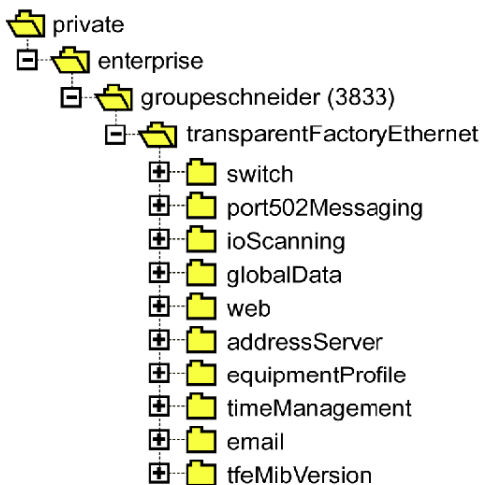 private
enterprise
groupeschneider (3833)
transparentFactoryEthernet
switch
port502Messaging
ioScanning
globalData
web
addressServer
equipmentProfile
timeManagement
email
tfeMibVersion